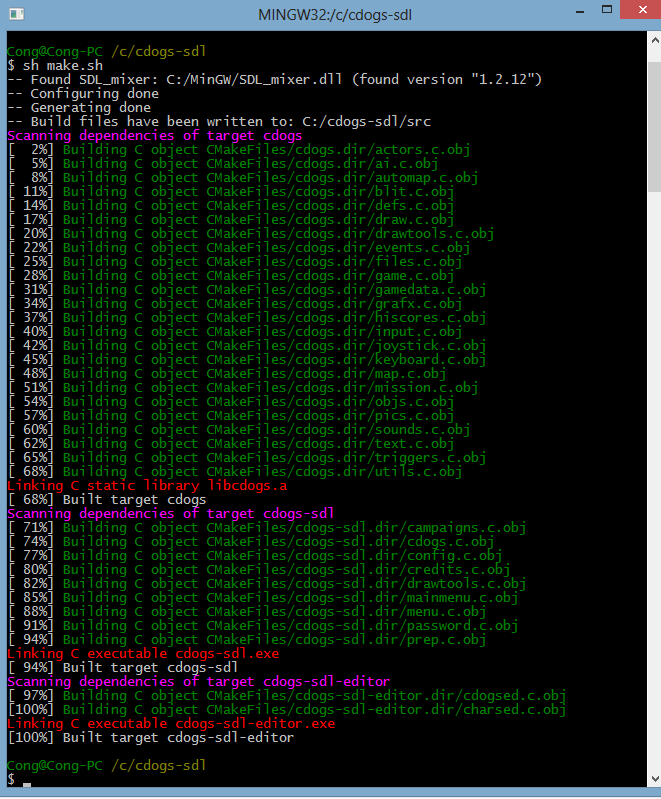 MINGW32:/c/cdogs-sdl
Cong@Cong-PC /c/cdogs-sdl
$ sh make.sh
-- Found SDL_mixer: C:/MinGW/SDL_mixer.dll (found version "1.2.12")
-- Configuring done
-- Generating done
-- Build files have been written to: C:/cdogs-sdl/src
Scanning dependencies of target cdogs
[  2%] Building C object CMakeFiles/cdogs.dir/actors.c.obj
[  5%] Building C object CMakeFiles/cdogs.dir/ai.c.obj
[  8%] Building C object CMakeFiles/cdogs.dir/automap.c.obj
[ 11%] Building C object CMakeFiles/cdogs.dir/blit.c.obj
[ 14%] Building C object CMakeFiles/cdogs.dir/defs.c.obj
[ 17%] Building C object CMakeFiles/cdogs.dir/draw.c.obj
[ 20%] Building C object CMakeFiles/cdogs.dir/drawtools.c.obj
[ 22%] Building C object CMakeFiles/cdogs.dir/events.c.obj
[ 25%] Building C object CMakeFiles/cdogs.dir/files.c.obj
[ 28%] Building C object CMakeFiles/cdogs.dir/game.c.obj
[ 31%] Building C object CMakeFiles/cdogs.dir/gamedata.c.obj
[ 34%] Building C object CMakeFiles/cdogs.dir/grafx.c.obj
[ 37%] Building C object CMakeFiles/cdogs.dir/hiscores.c.obj
[ 40%] Building C object CMakeFiles/cdogs.dir/input.c.obj
[ 42%] Building C object CMakeFiles/cdogs.dir/joystick.c.obj
[ 45%] Building C object CMakeFiles/cdogs.dir/keyboard.c.obj
[ 48%] Building C object CMakeFiles/cdogs.dir/map.c.obj
[ 51%] Building C object CMakeFiles/cdogs.dir/mission.c.obj
[ 54%] Building C object CMakeFiles/cdogs.dir/objs.c.obj
[ 57%] Building C object CMakeFiles/cdogs.dir/pics.c.obj
[ 60%] Building C object CMakeFiles/cdogs.dir/sounds.c.obj
[ 62%] Building C object CMakeFiles/cdogs.dir/text.c.obj
[ 65%] Building C object CMakeFiles/cdogs.dir/triggers.c.obj
[ 68%] Building C object CMakeFiles/cdogs.dir/utils.c.obj
Linking C static library libcdogs.a
[ 68%] Built target cdogs
Scanning dependencies of target cdogs-sdl
[ 71%] Building C object CMakeFiles/cdogs-sdl.dir/campaigns.c.obj
[ 74%] Building C object CMakeFiles/cdogs-sdl.dir/cdogs.c.obj
[ 77%] Building C object CMakeFiles/cdogs-sdl.dir/config.c.obj
[ 80%] Building C object CMakeFiles/cdogs-sdl.dir/credits.c.obj
[ 82%] Building C object CMakeFiles/cdogs-sdl.dir/drawtools.c.obj
[ 85%] Building C object CMakeFiles/cdogs-sdl.dir/mainmenu.c.obj
[ 88%] Building C object CMakeFiles/cdogs-sdl.dir/menu.c.obj
[ 91%] Building C object CMakeFiles/cdogs-sdl.dir/password.c.obj
[ 94%] Building C object CMakeFiles/cdogs-sdl.dir/prep.c.obj
Linking C executable cdogs-sdl.exe
[ 94%] Built target cdogs-sdl
Scanning dependencies of target cdogs-sdl-editor
[ 97%] Building C object CMakeFiles/cdogs-sdl-editor.dir/cdogsed.c.obj
[100%] Building C object CMakeFiles/cdogs-sdl-editor.dir/charsed.c.obj
Linking C executable cdogs-sdl-editor.exe
[100%] Built target cdogs-sdl-editor
Cong@Cong-PC /c/cdogs-sdl
$